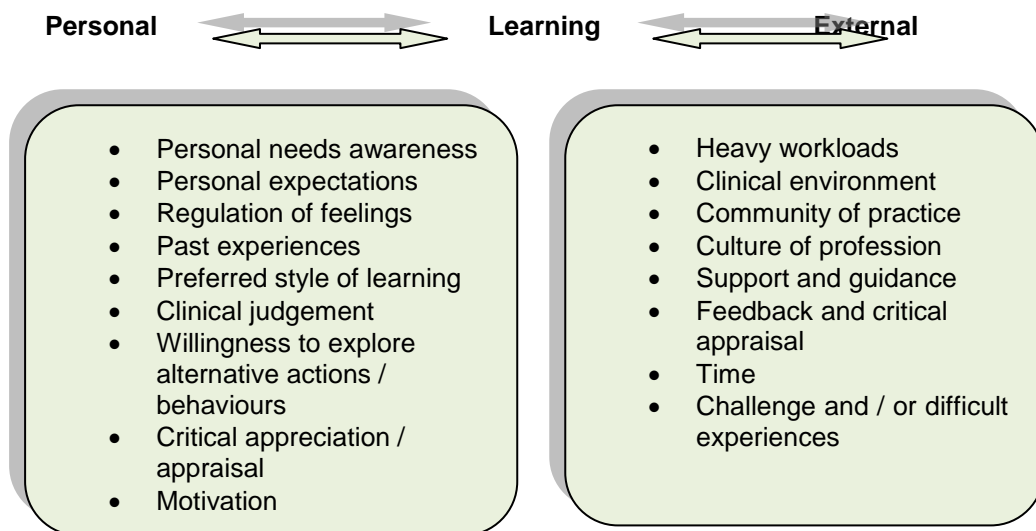 Personal Learning External
• Personal needs awareness
• Personal expectations
• Regulation of feelings
• Past experiences
• Preferred style of learning
• Clinical judgement
• Willingness to explore
alternative actions /
behaviours
• Critical appreciation /
appraisal
• Motivation
• Heavy workloads
• Clinical environment
• Community of practice
• Culture of profession
• Support and guidance
• Feedback and critical
appraisal
• Time
• Challenge and / or difficult
experiences